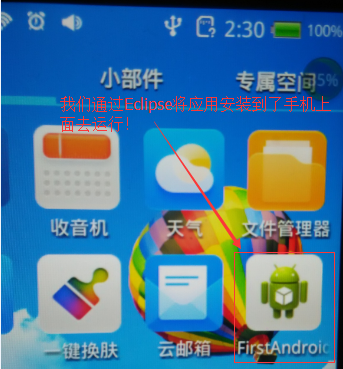 2:30 100%
小部件 专属空间 5%
我们通过Eclipse将应用安装到了手机上
面去运行!
收音机 天气 文件管理器
一键换肤 云邮箱 FirstAndroid